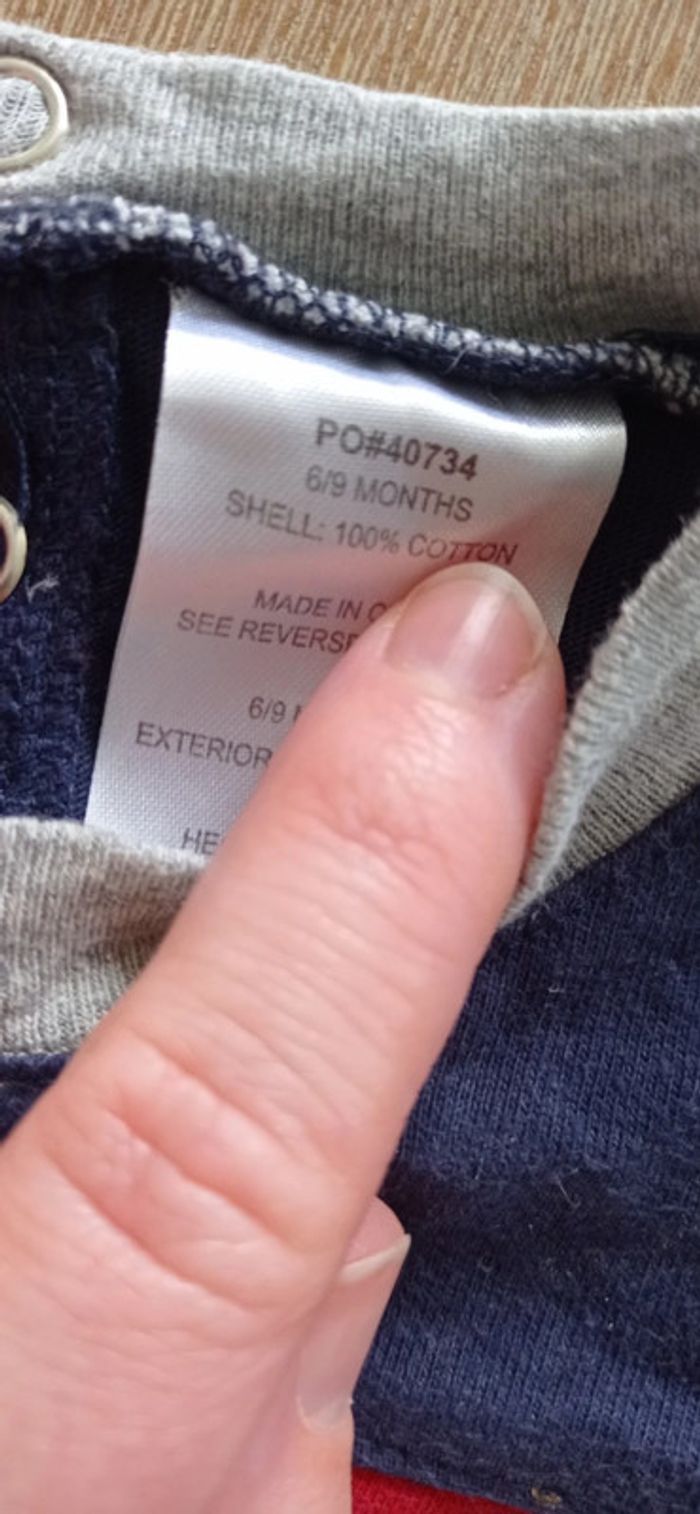 PO#40734
6/9 MONTHS
SHELL: 100% COTTON
MADE IN
SEE REVERSE
6/9
EXTERIOR